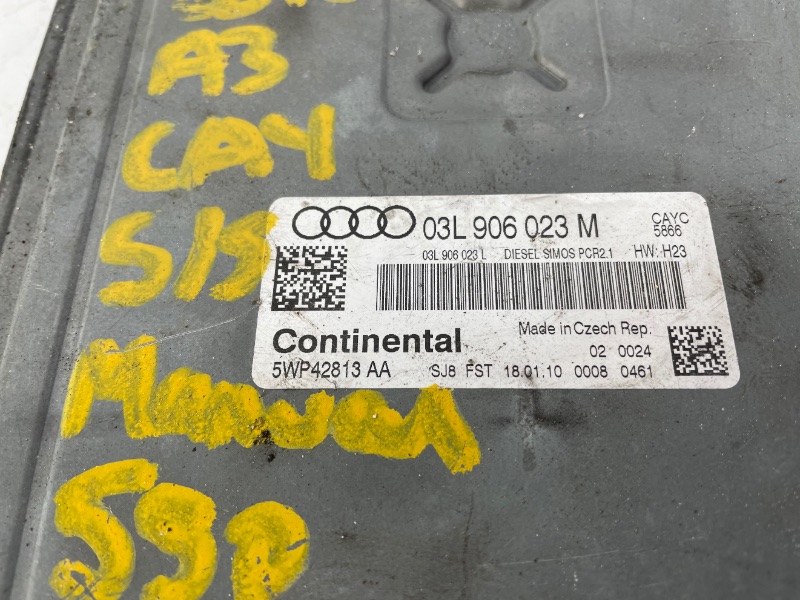 A3
CAY
S/S
Manual
59D
03L 906 023 M
CAYC
5866
03L 906 023 L DIESEL SIMOS PCR2.1 HW: H23
Continental
Made in Czech Rep.
02 0024
5WP42813 AA
SJ8 FST 18.01.10 0008 0461